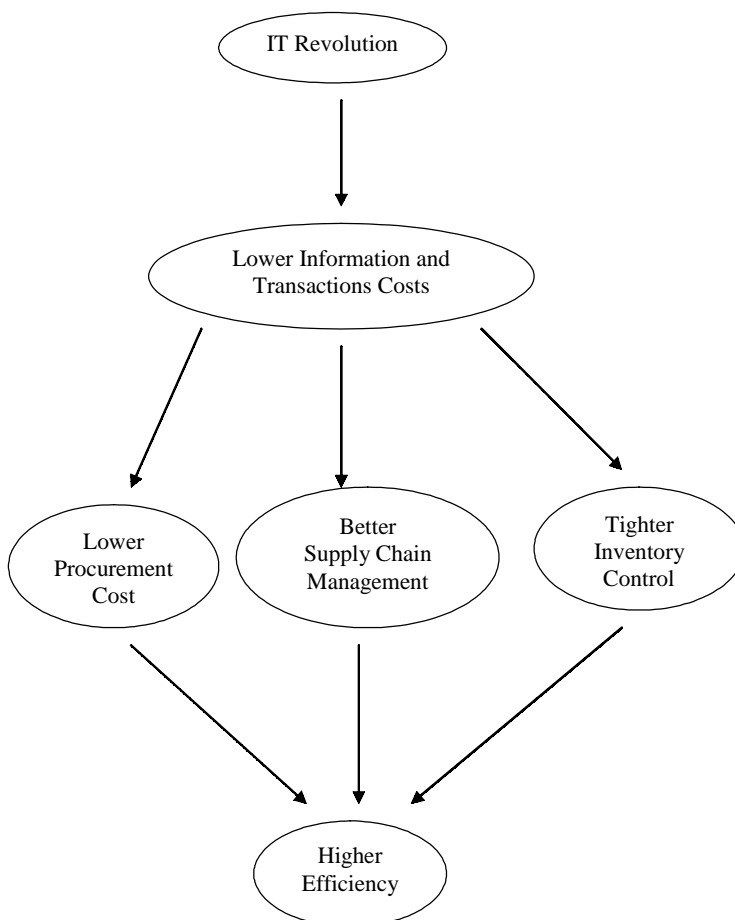 IT Revolution
Lower Information and
Transactions Costs
Lower
Procurement
Cost
Better
Supply Chain
Management
Tighter
Inventory
Control
Higher
Efficiency